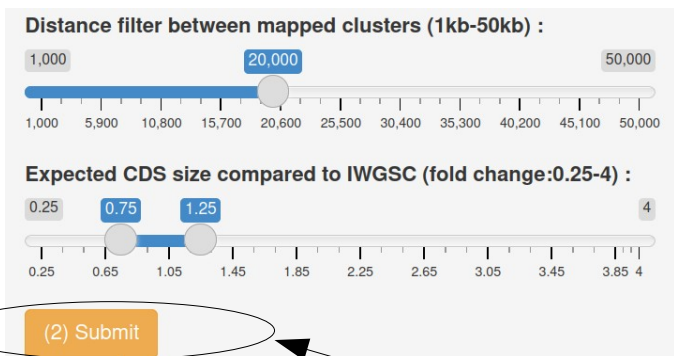 Distance filter between mapped clusters (1kb-50kb) :
1,000 20,000 50,000
1,000 5,900 10,800 15,700 20,600 25,500 30,400 35,300 40,200 45,100 50,000
Expected CDS size compared to IWGSC (fold change:0.25-4) :
0.25 0.75 1.25 4
0.25 0.65 1.05 1.45 1.85 2.25 2.65 3.05 3.45 3.85 4
(2) Submit